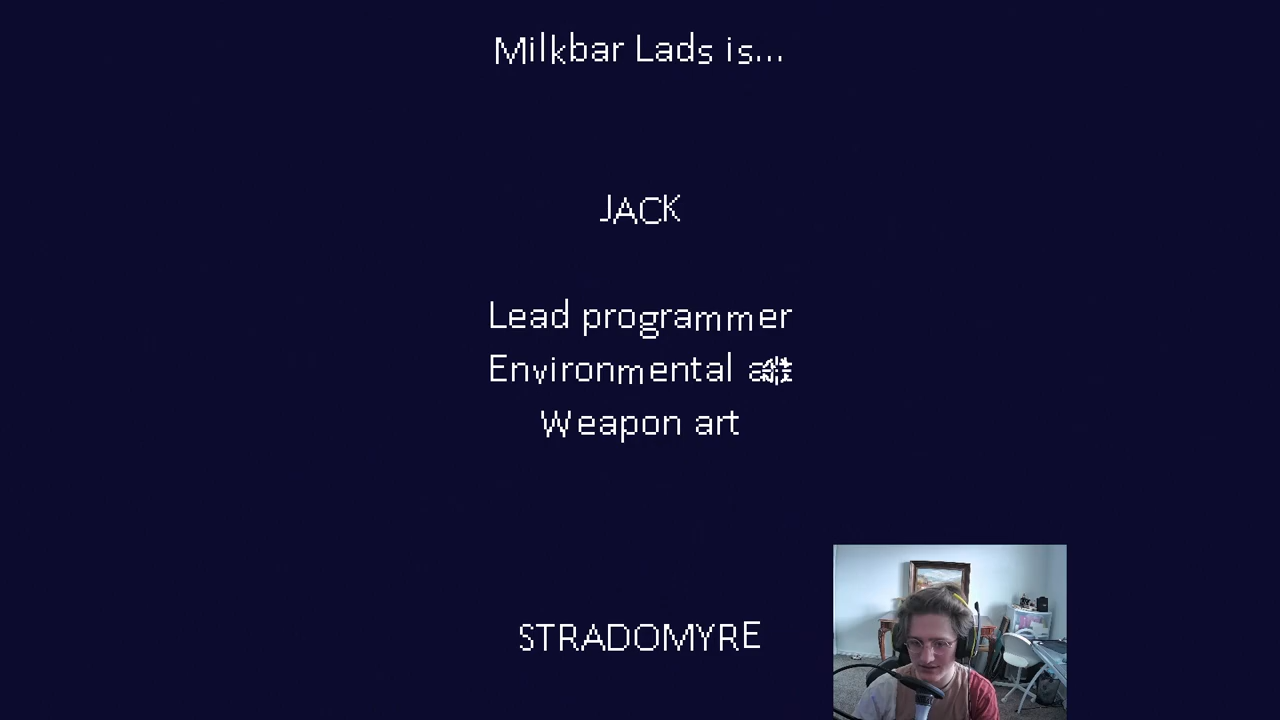 Milkbar Lads is...
JACK
Lead programmer
Environmental
Weapon art
STRADOMYRE